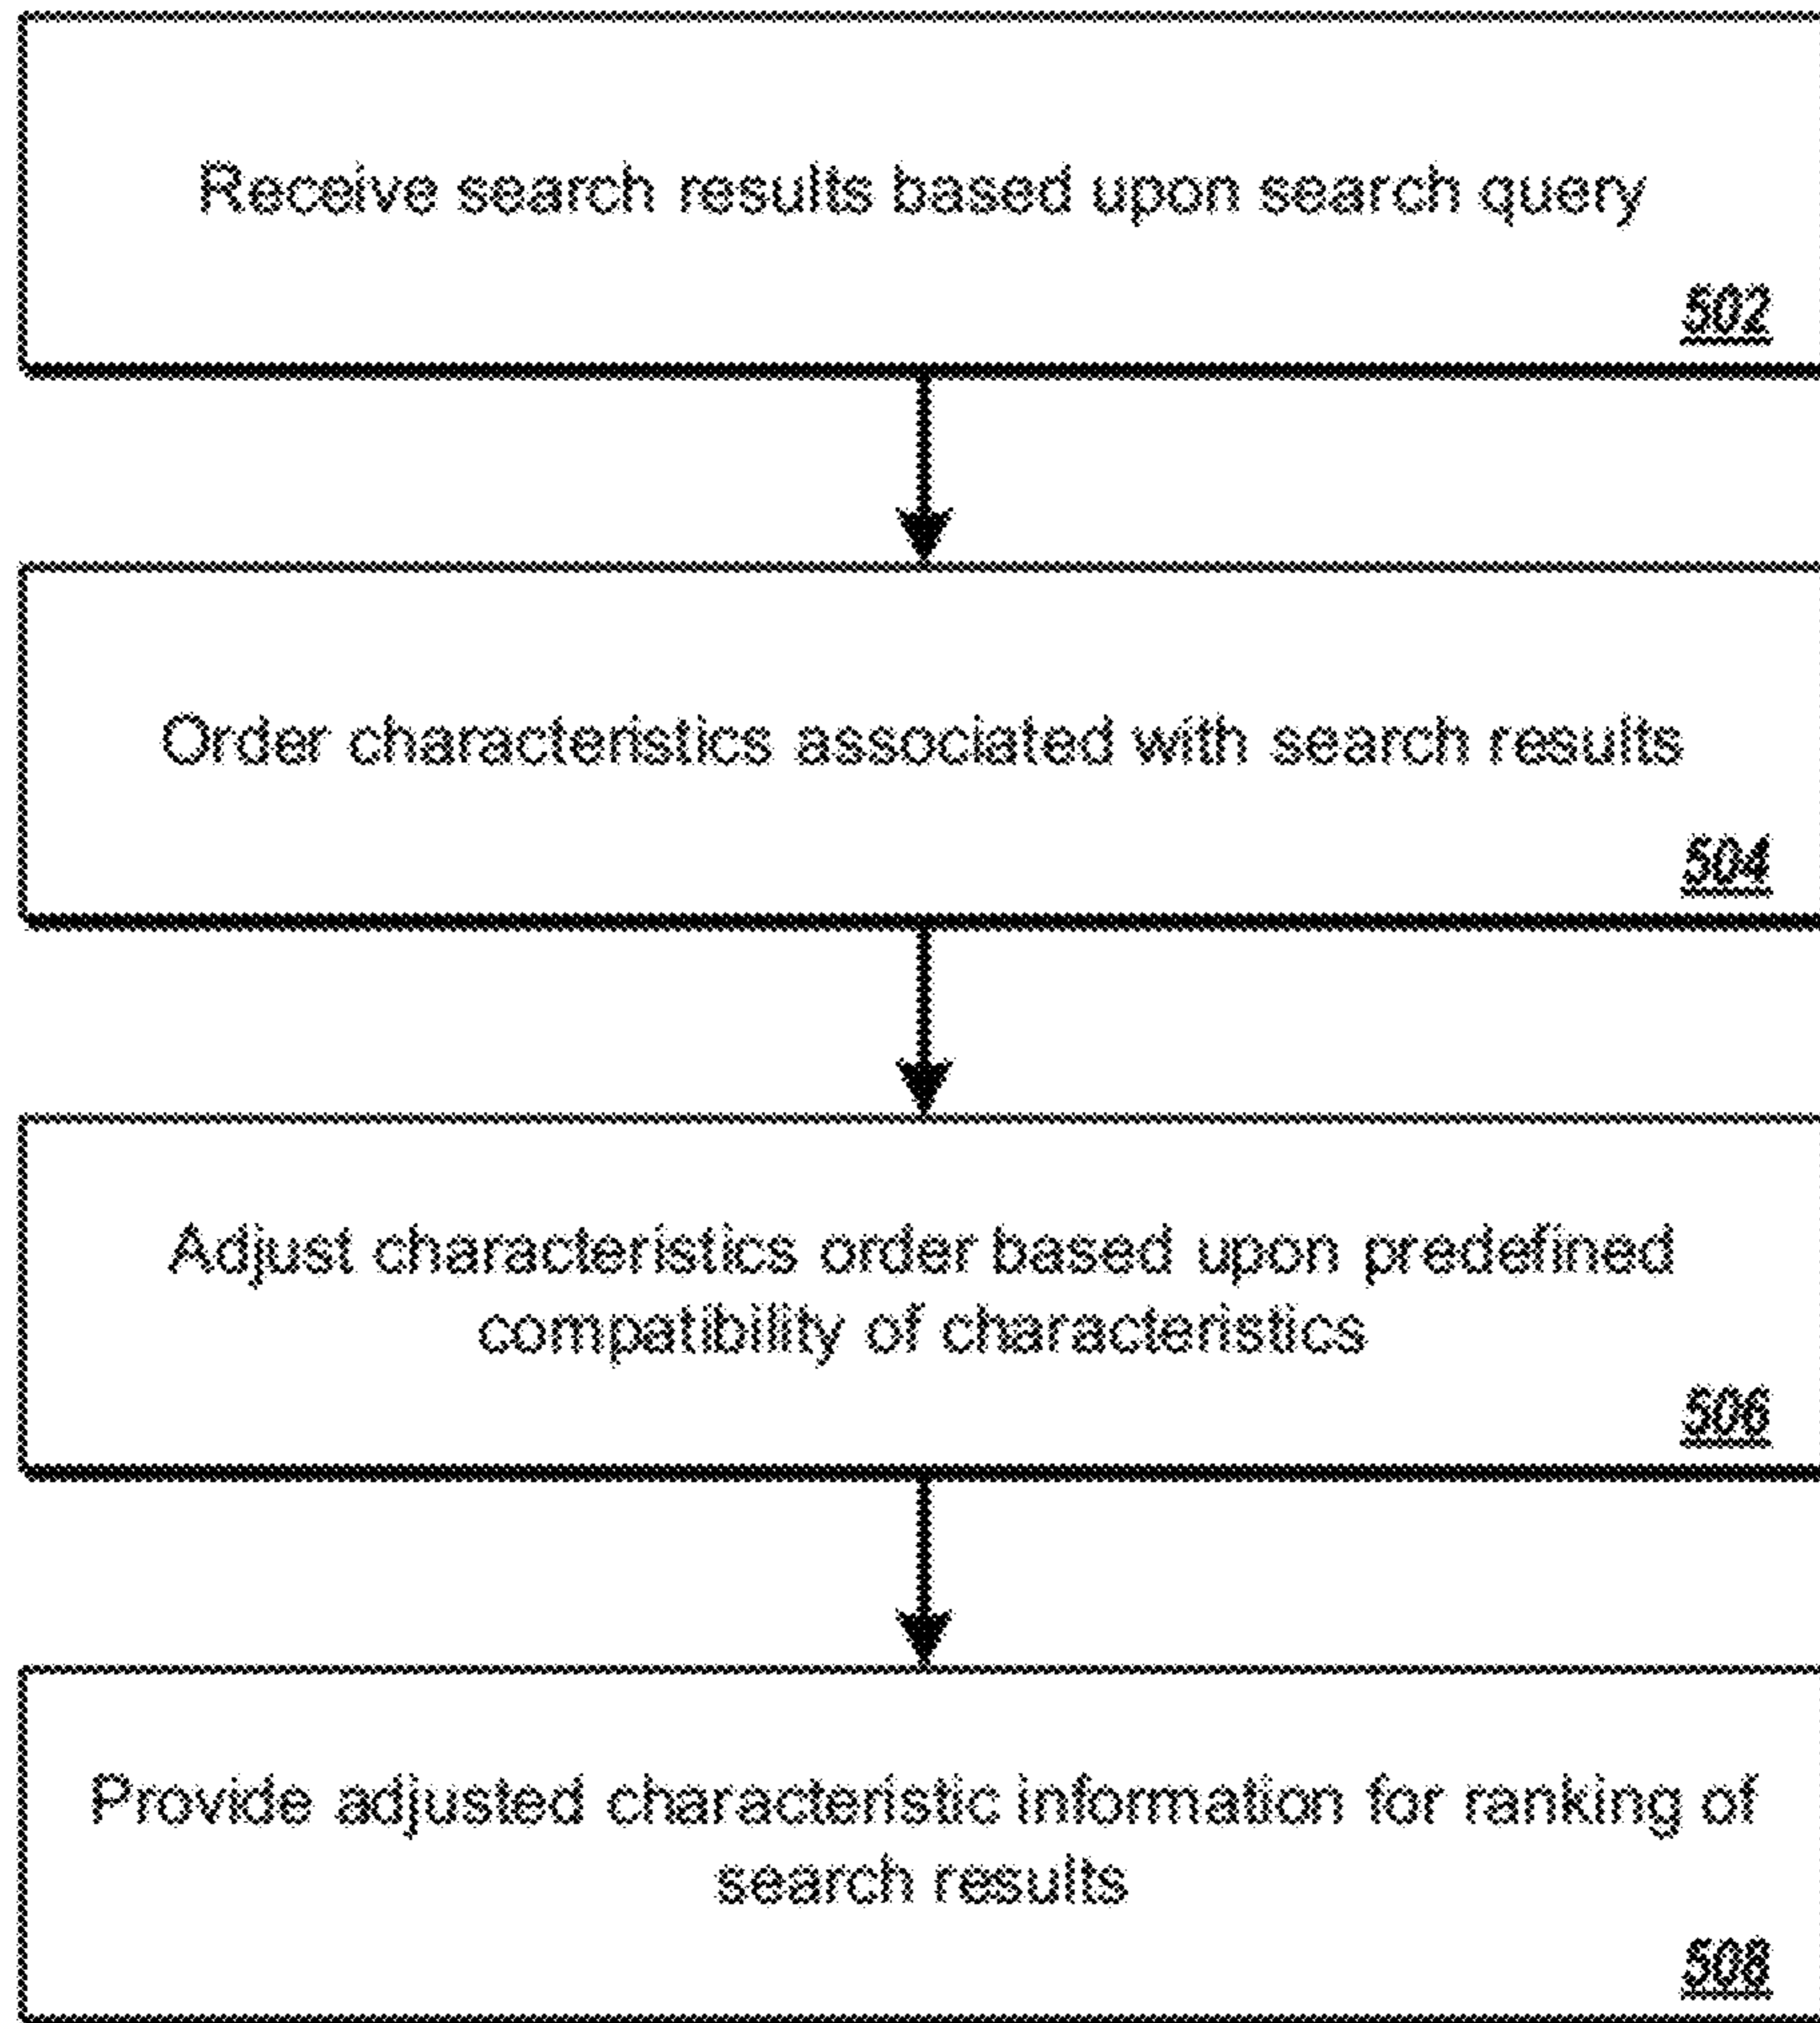 Receive search results based upon search query
502
Order characteristics associated with search results
504
Adjust characteristics order based upon predefined
compatibility of characteristics
506
Provide adjusted characteristic information for ranking of
search results
508